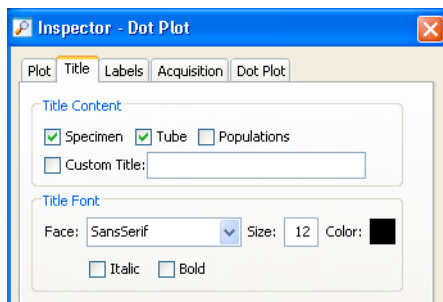 Inspector - Dot Plot
Plot Title Labels Acquisition Dot Plot
Title Content
Specimen Tube Populations
Custom Title:
Title Font
Face: SansSerif Size: 12 Color:
Italic Bold